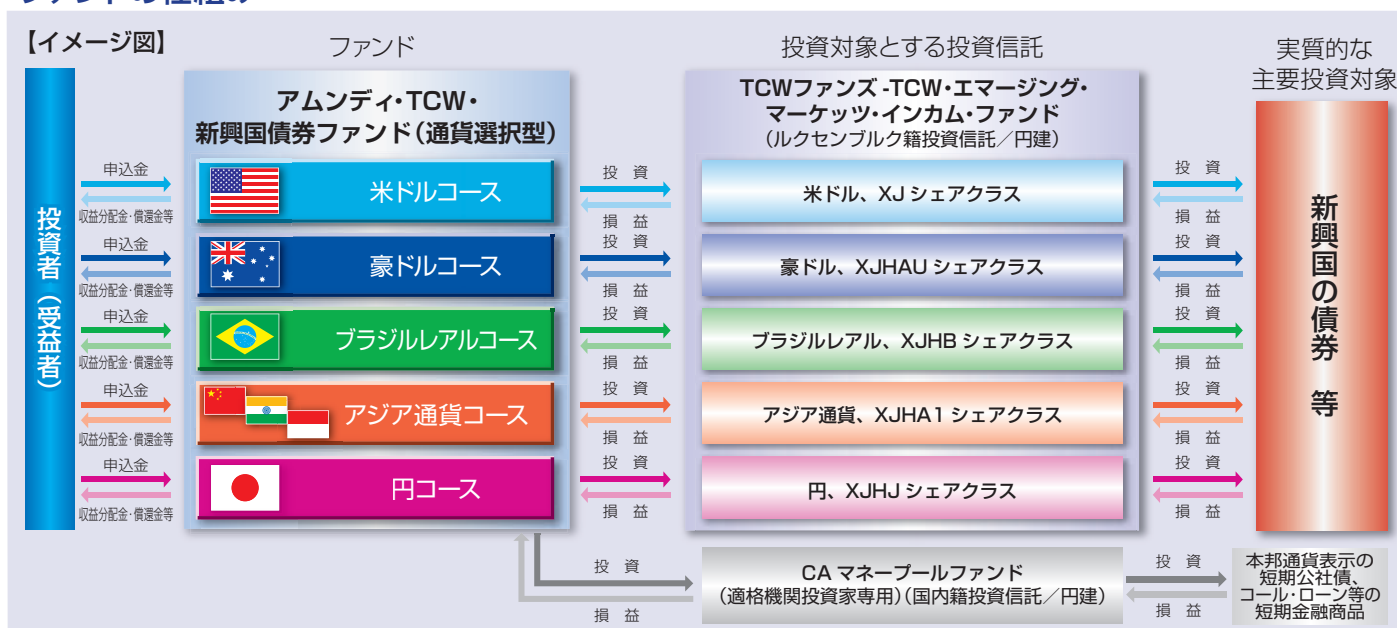 ファンドの仕組み
【イメージ図】
ファンド
投資対象とする投資信託
実質的な
主要投資対象
投資者（受益者）
アムンディ・TCW・
新興国債券ファンド（通貨選択型）
TCWファンズ -TCW・エマージング・
マーケッツ・インカム・ファンド
（ルクセンブルク籍投資信託／円建）
新興国の債券 等
申込金
収益分配金・償還金等
米ドルコース
投 資
損 益
米ドル、XJ シェアクラス
投 資
損 益
申込金
収益分配金・償還金等
豪ドルコース
投 資
損 益
豪ドル、XJHAU シェアクラス
投 資
損 益
申込金
収益分配金・償還金等
ブラジルレアルコース
投 資
損 益
ブラジルレアル、XJHB シェアクラス
投 資
損 益
申込金
収益分配金・償還金等
アジア通貨コース
投 資
損 益
アジア通貨、XJHA1 シェアクラス
投 資
損 益
申込金
収益分配金・償還金等
円コース
投 資
損 益
円、XJHJ シェアクラス
投 資
損 益
投 資
損 益
CA マネープールファンド
（適格機関投資家専用）（国内籍投資信託／円建）
投 資
損 益
本邦通貨表示の
短期公社債、
コール・ローン等の
短期金融商品